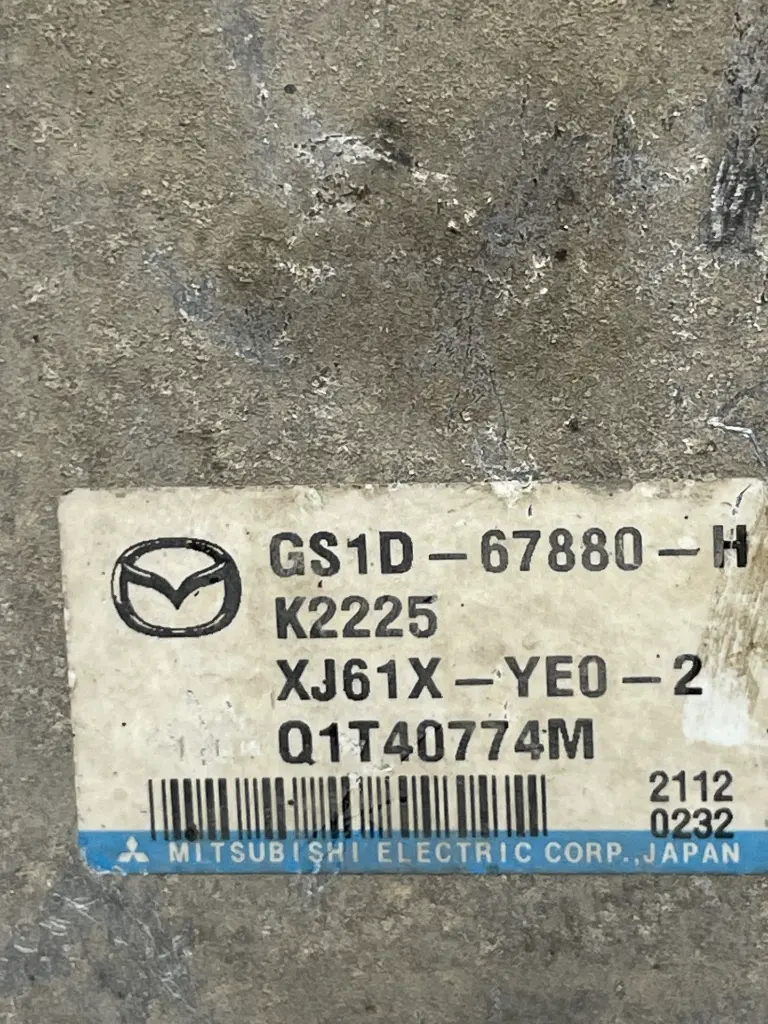 GS1D-67880-H
K2225
XJ61X-YE0-2
Q1T40774M
2112
0232
MITSUBISHI ELECTRIC CORP., JAPAN